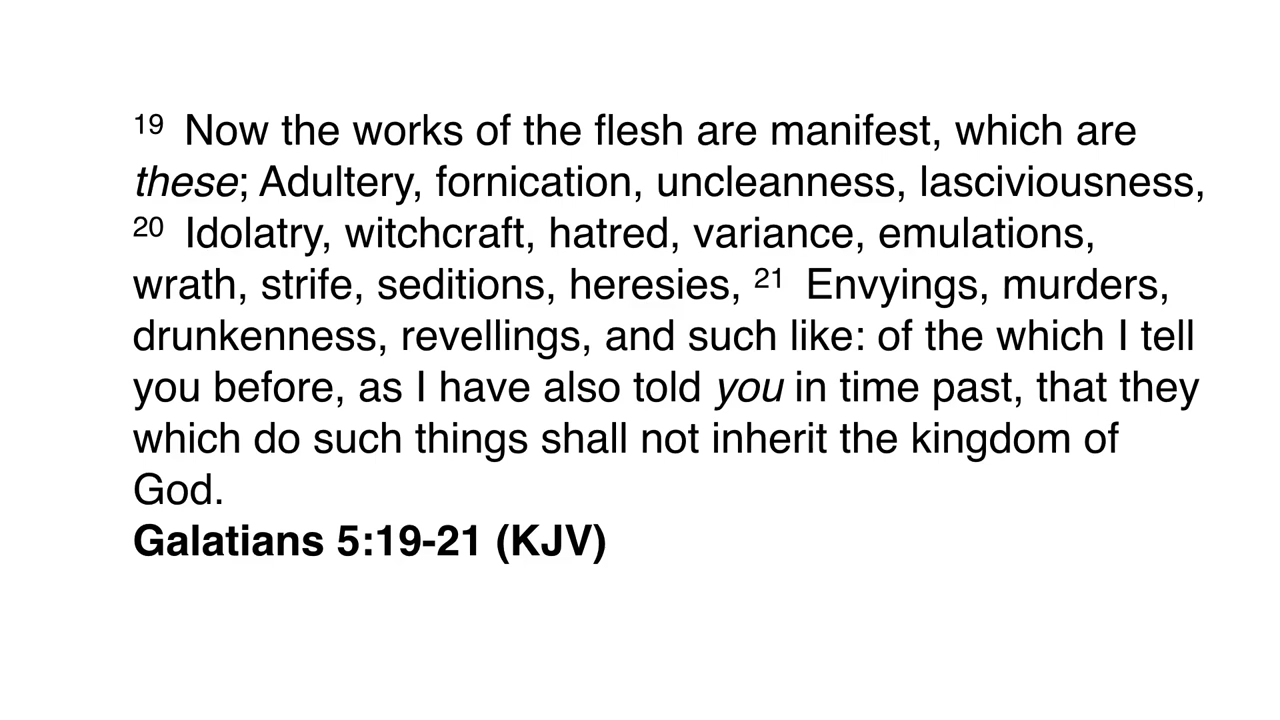 19 Now the works of the flesh are manifest, which are
these; Adultery, fornication, uncleanness, lasciviousness,
20 Idolatry, witchcraft, hatred, variance, emulations,
wrath, strife, seditions, heresies, 21 Envyings, murders,
drunkenness, revellings, and such like: of the which I tell
you before, as I have also told you in time past, that they
which do such things shall not inherit the kingdom of
God.
Galatians 5:19-21 (KJV)